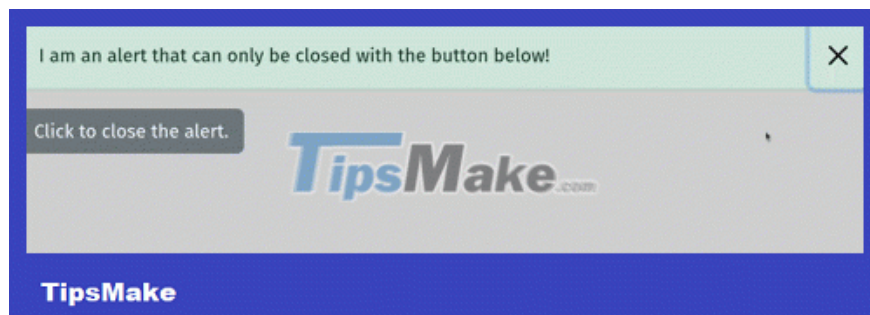 I am an alert that can only be closed with the button below!
Click to close the alert.
TipsMake.com
TipsMake